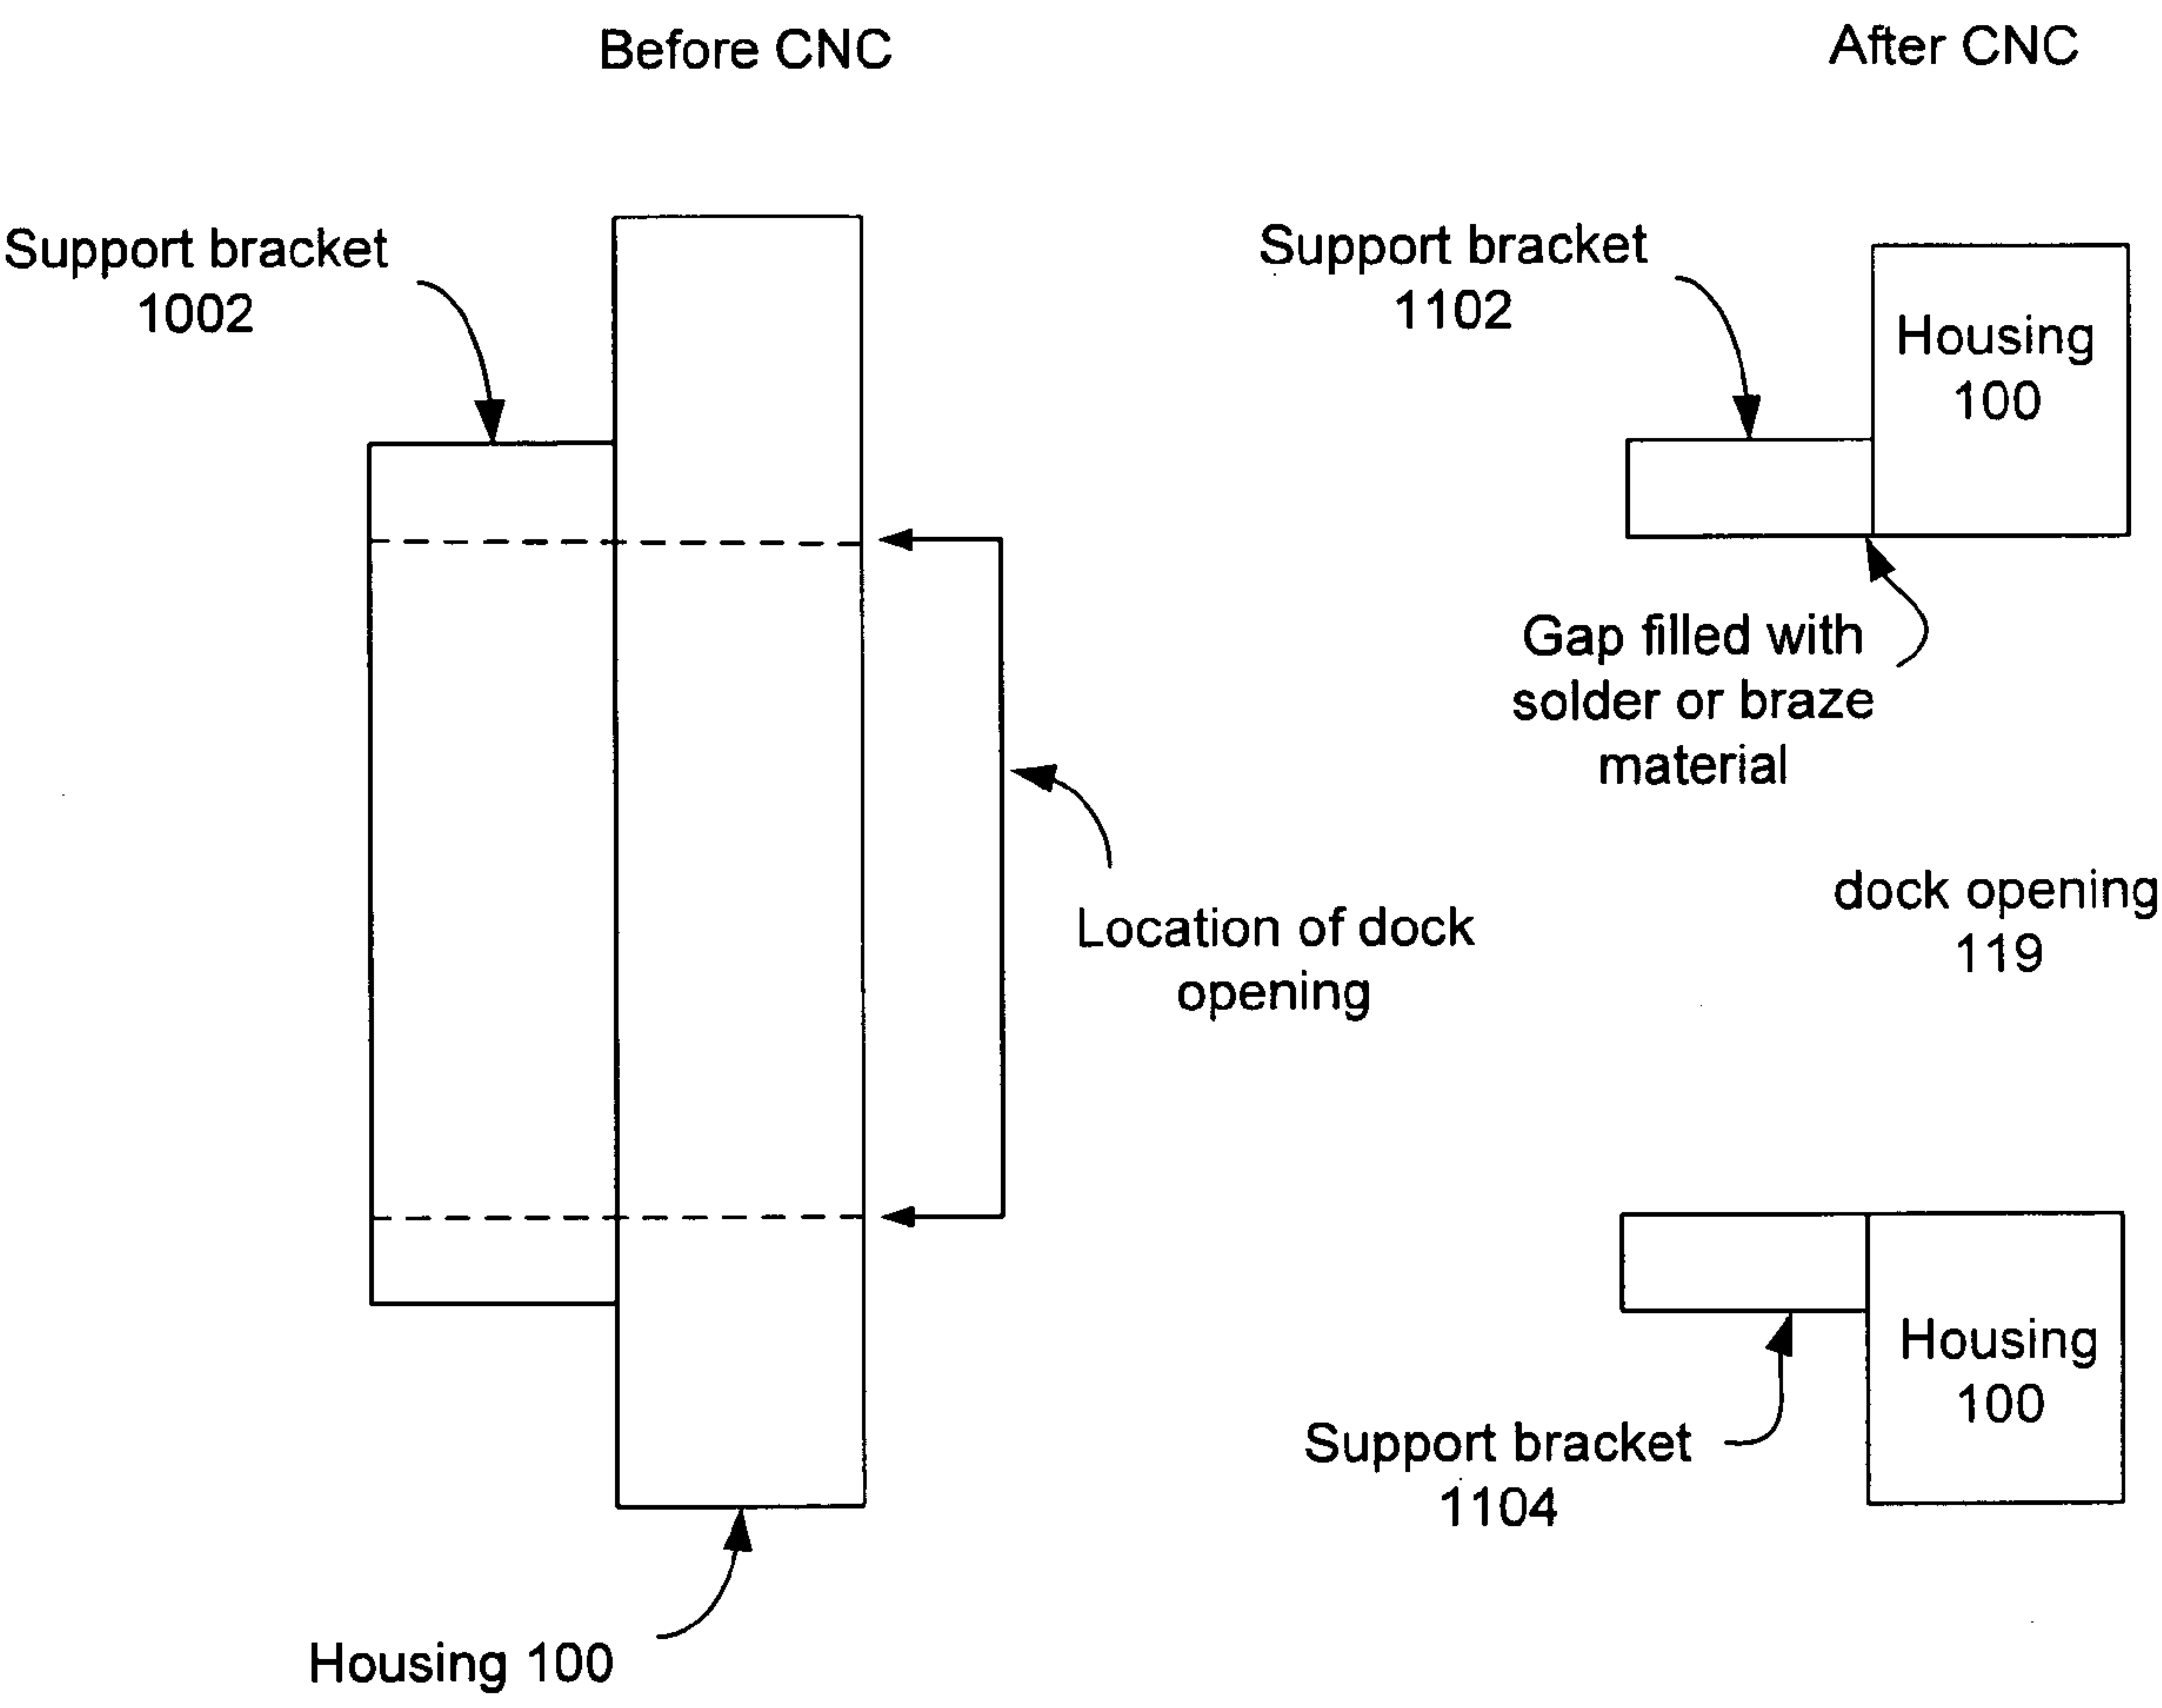 Before CNC
After CNC
Support bracket
1002
Support bracket
1102
Housing
100
Gap filled with
solder or braze
material
dock opening
119
Location of dock
opening
Housing
100
Support bracket
1104
Housing 100